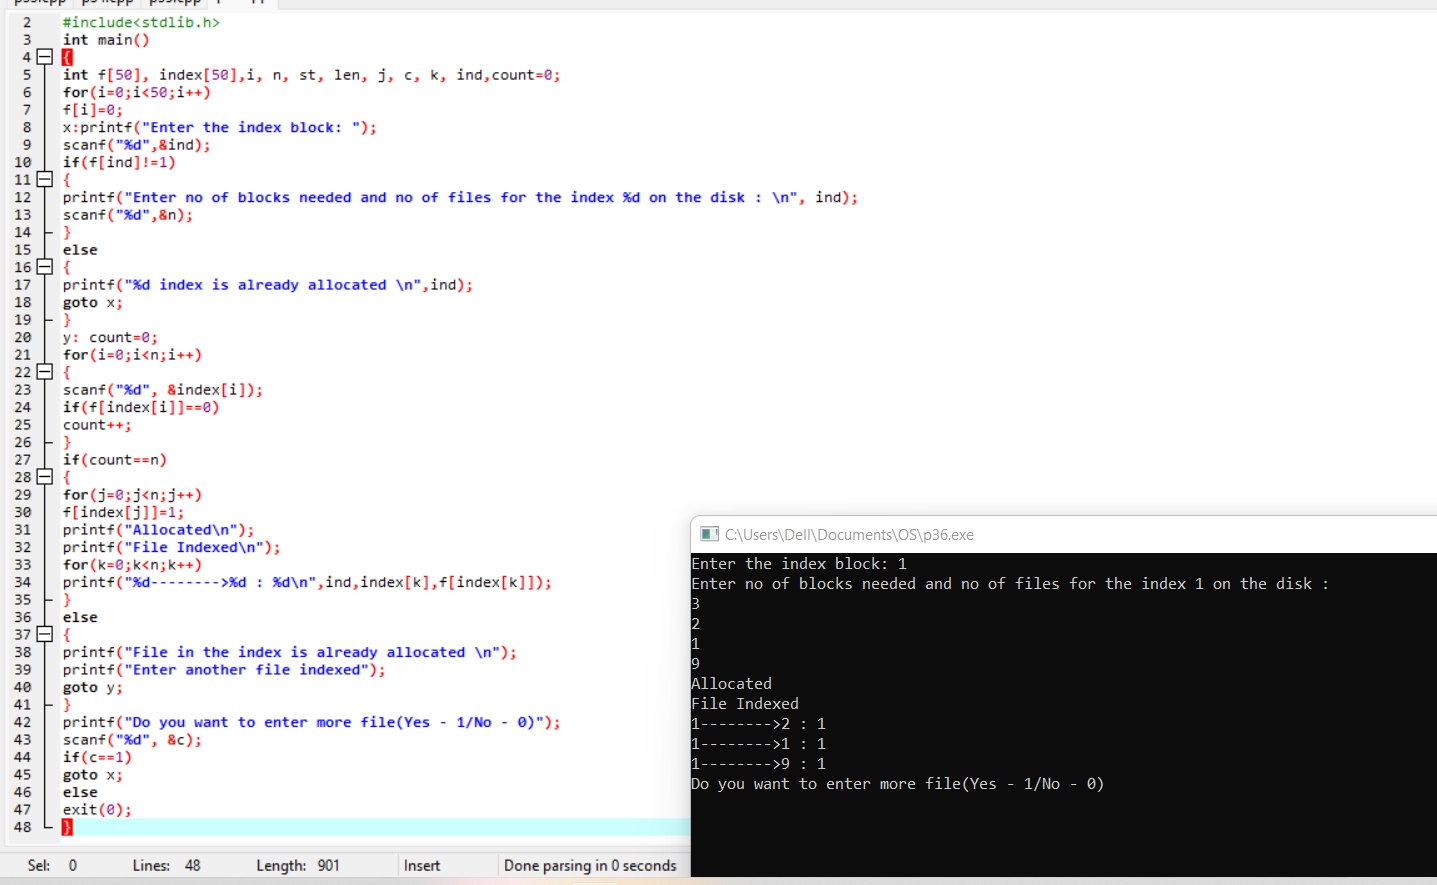 2 #include<stdlib.h>
3 int main()
4 {
5 int f[50], index[50],i, n, st, len, j, c, k, ind,count=0;
6 for(i=0;i<50;i++)
7 f[i]=0;
8 x:printf("Enter the index block: ");
9 scanf("%d",&ind);
10 if(f[ind]!=1)
11 {
12 printf("Enter no of blocks needed and no of files for the index %d on the disk : \n", ind);
13 scanf("%d",&n);
14 }
15 else
16 {
17 printf("%d index is already allocated \n",ind);
18 goto x;
19 }
20 y: count=0;
21 for(i=0;i<n;i++)
22 {
23 scanf("%d", &index[i]);
24 if(f[index[i]]==0)
25 count++;
26 }
27 if(count==n)
28 {
29 for(j=0;j<n;j++)
30 f[index[j]]=1;
31 printf("Allocated\n");
32 printf("File Indexed\n");
33 for(k=0;k<n;k++)
34 printf("%d-------->%d : %d\n",ind,index[k],f[index[k]]);
35 }
36 else
37 {
38 printf("File in the index is already allocated \n");
39 printf("Enter another file indexed");
40 goto y;
41 }
42 printf("Do you want to enter more file(Yes - 1/No - 0)");
43 scanf("%d", &c);
44 if(c==1)
45 goto x;
46 else
47 exit(0);
48 }
C:\Users\Dell\Documents\OS\p36.exe
Enter the index block: 1
Enter no of blocks needed and no of files for the index 1 on the disk :
3
2
1
9
Allocated
File Indexed
1-------->2 : 1
1-------->1 : 1
1-------->9 : 1
Do you want to enter more file(Yes - 1/No - 0)
Sel: 0 Lines: 48 Length: 901 Insert Done parsing in 0 seconds